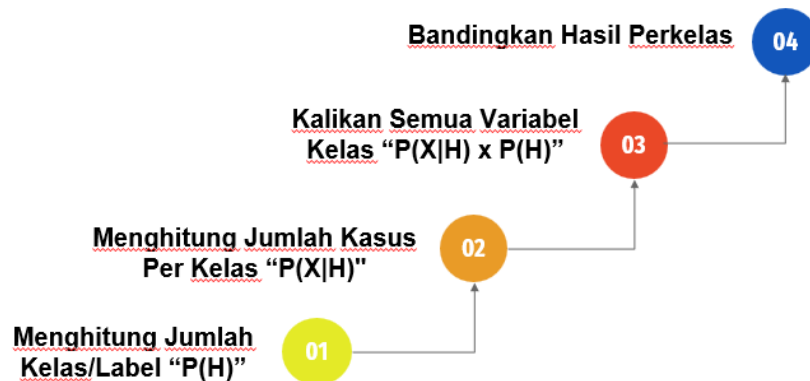 Bandingkan Hasil Perkelas
04
Kalikan Semua Variabel
Kelas “P(X|H) x P(H)”
03
Menghitung Jumlah Kasus
Per Kelas “P(X|H)"
02
Menghitung Jumlah
Kelas/Label “P(H)”
01